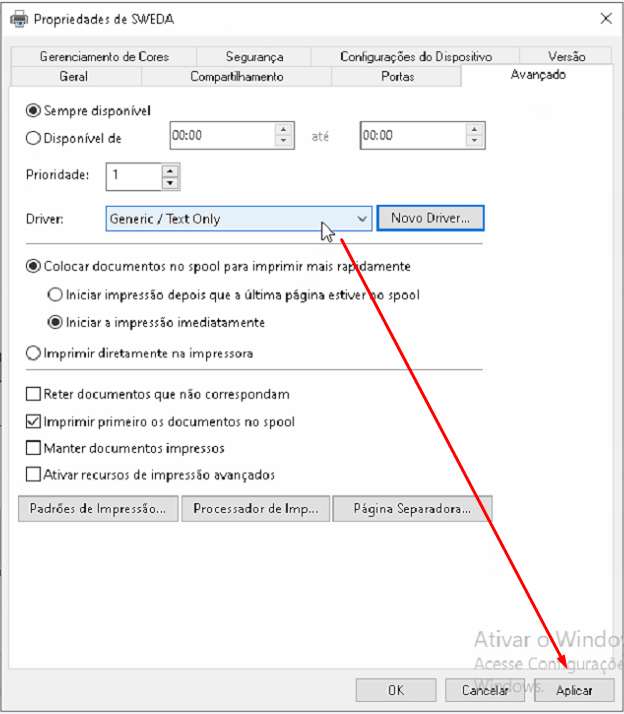 Propriedades de SWEDA
Gerenciamento de Cores Segurança Configurações do Dispositivo Versão
Geral Compartilhamento Portas Avançado
Sempre disponível
Disponível de 00:00 até 00:00
Prioridade: 1
Driver: Generic / Text Only Novo Driver...
Colocar documentos no spool para imprimir mais rapidamente
Iniciar impressão depois que a última página estiver no spool
Iniciar a impressão imediatamente
Imprimir diretamente na impressora
Reter documentos que não correspondam
Imprimir primeiro os documentos no spool
Manter documentos impressos
Ativar recursos de impressão avançados
Padrões de Impressão... Processador de Imp... Página Separadora...
Ativar o Windo
Acesse Configuraçõe
Windows.
OK Cancelar Aplicar